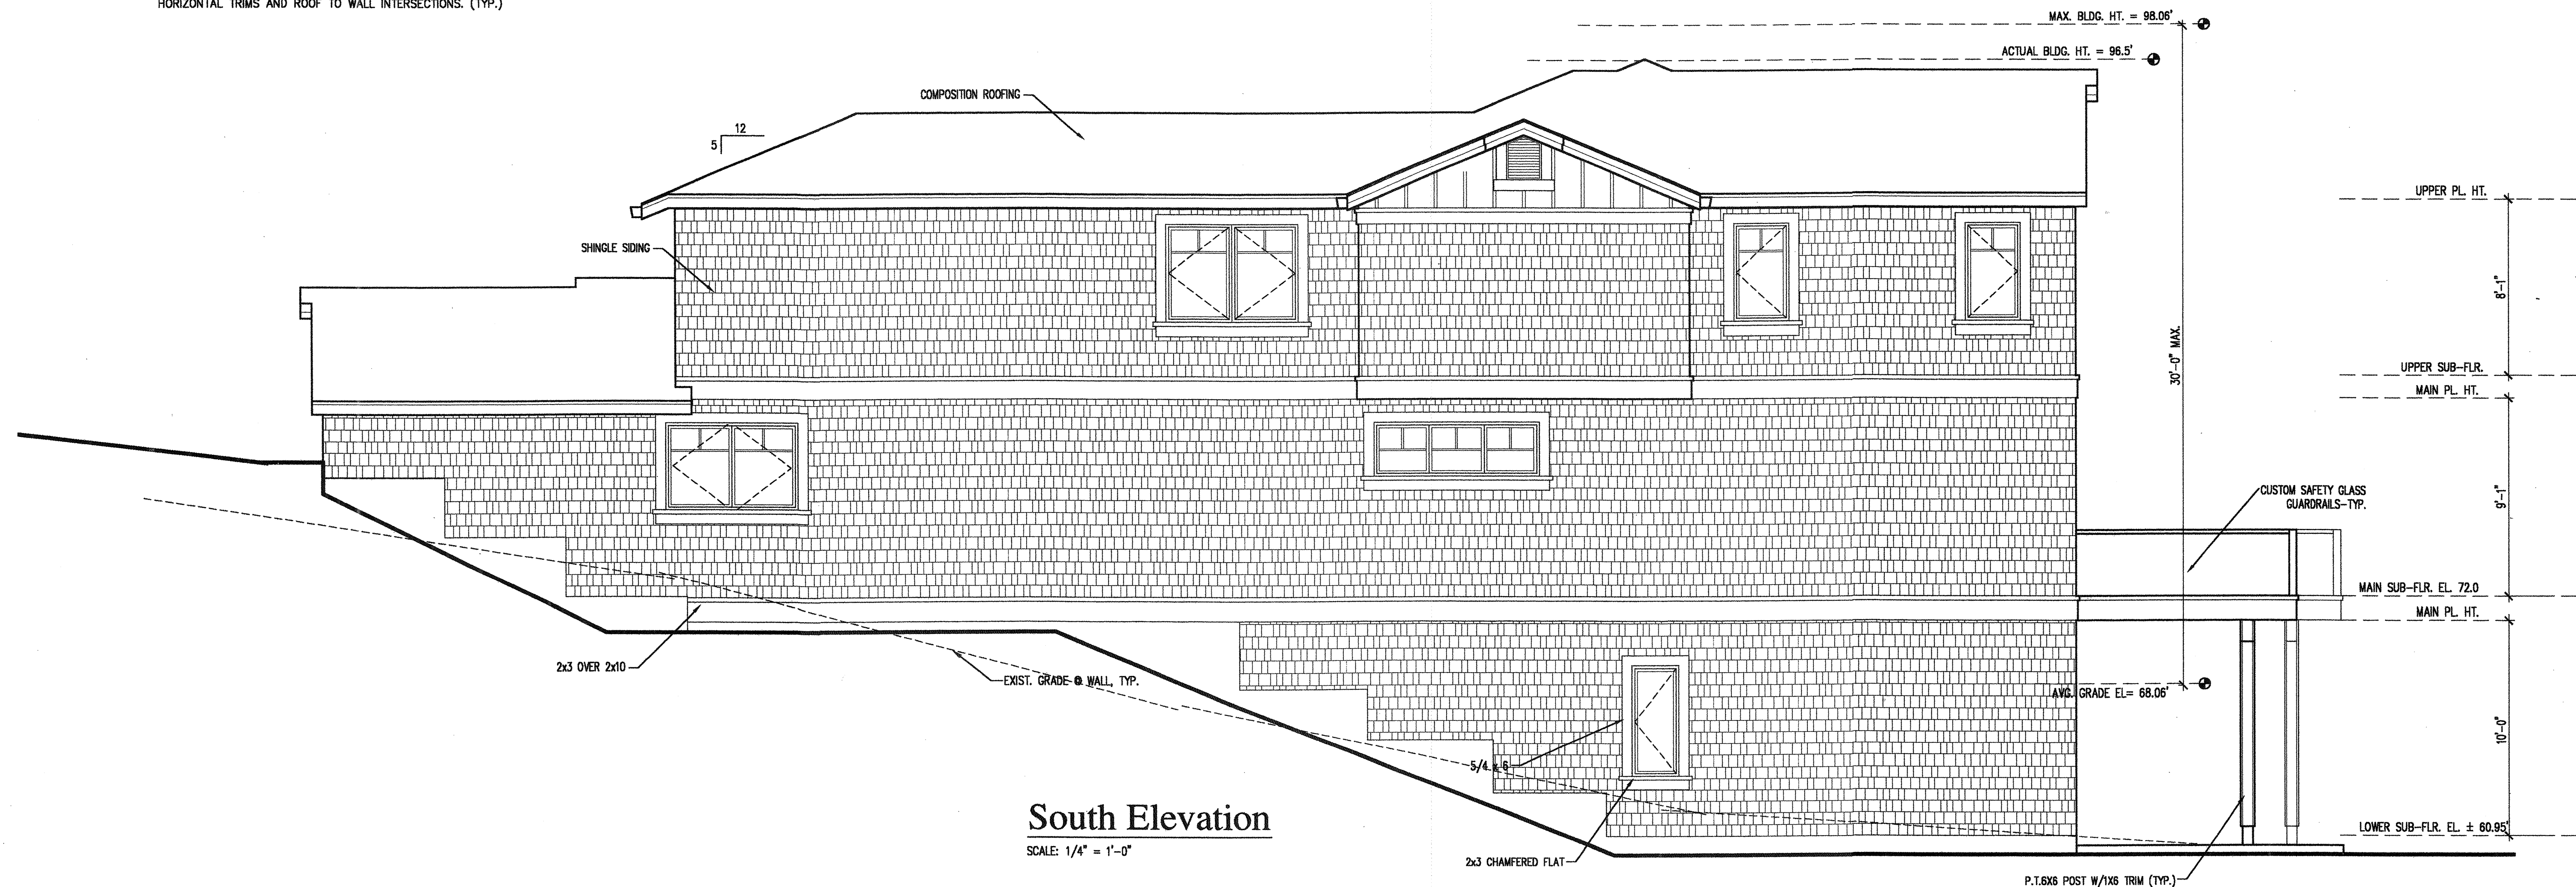 HORIZONTAL TRIMS AND ROOF TO WALL INTERSECTIONS. (TYP.)
MAX. BLDG. HT. = 98.06'
ACTUAL BLDG. HT. = 96.5'
COMPOSITION ROOFING
12
5
UPPER PL. HT.
SHINGLE SIDING
8'-1"
30'-0" MAX.
UPPER SUB-FLR.
MAIN PL. HT.
CUSTOM SAFETY GLASS
GUARDRAILS-TYP.
9'-1"
MAIN SUB-FLR. EL. 72.0
MAIN PL. HT.
2x3 OVER 2x10
EXIST. GRADE @ WALL, TYP.
AVG. GRADE EL= 68.06'
10'-0"
5/4 x 6
South Elevation
SCALE: 1/4" = 1'-0"
LOWER SUB-FLR. EL. ± 60.95'
2x3 CHAMFERED FLAT
P.T.6X6 POST W/1X6 TRIM (TYP.)